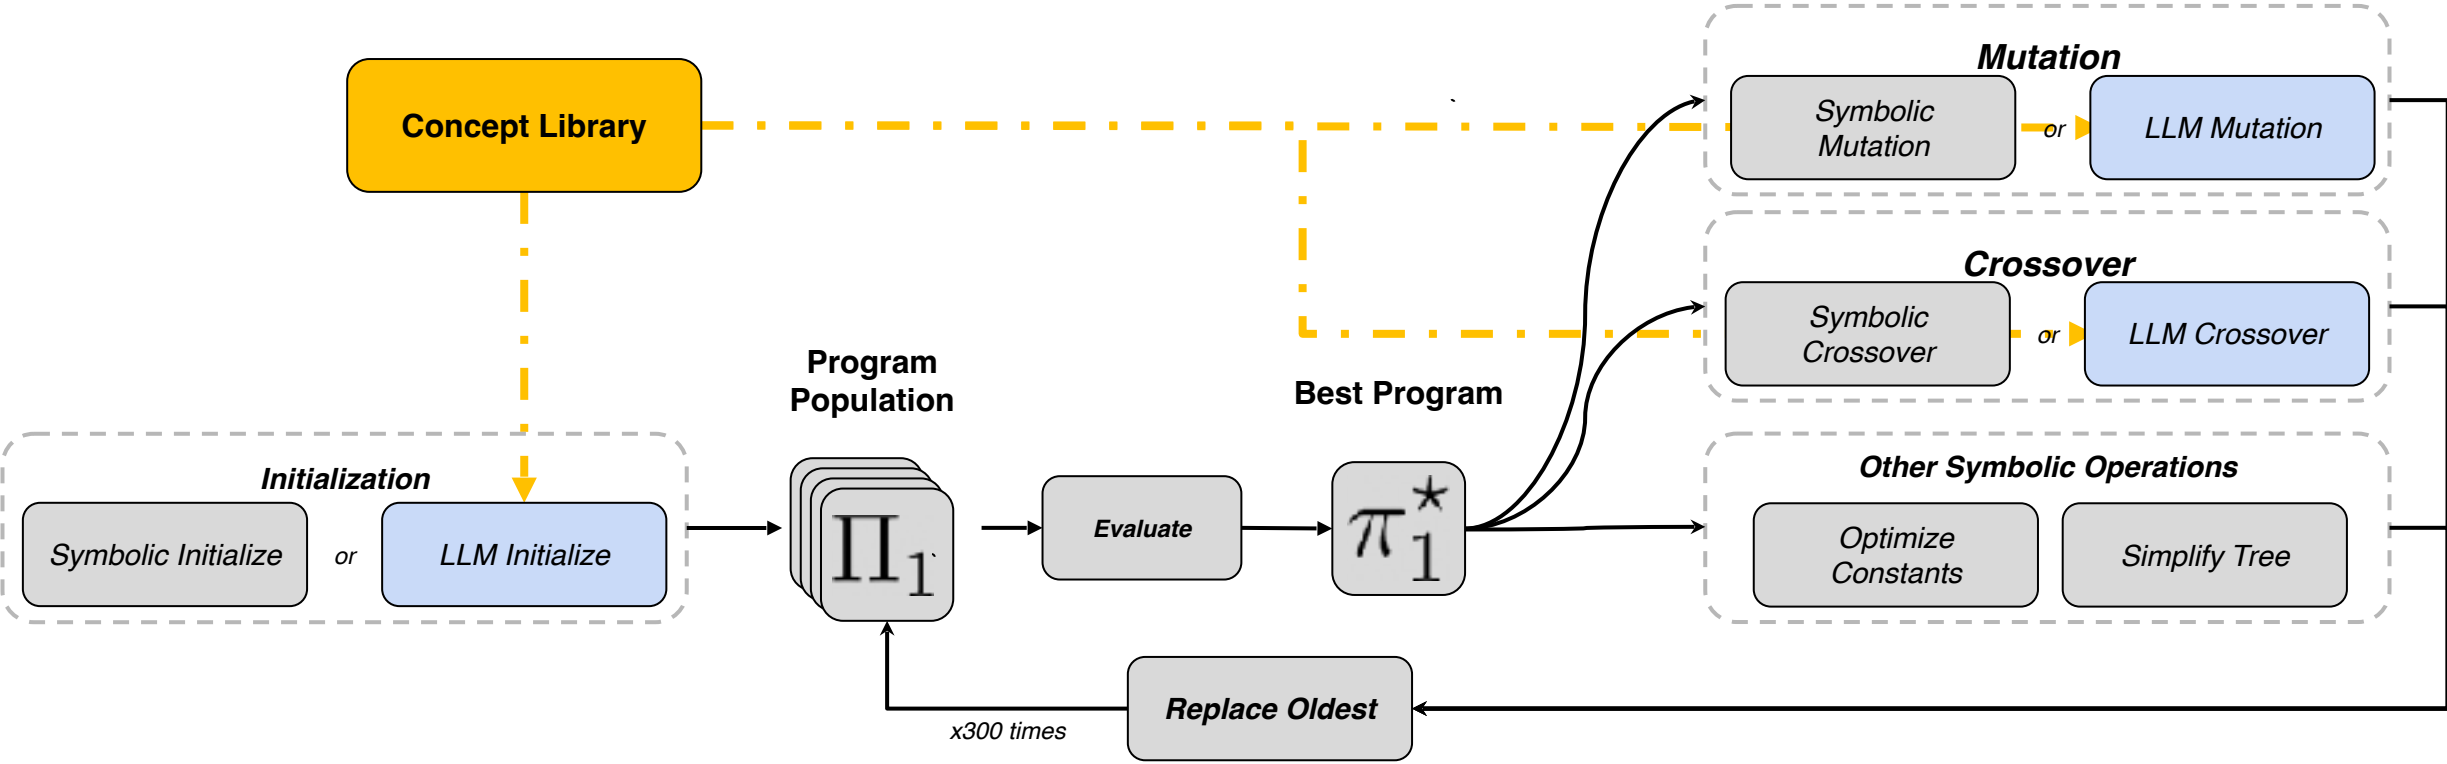 Mutation
Concept Library
Symbolic
Mutation
or
LLM Mutation
Crossover
Symbolic
Crossover
or
LLM Crossover
Program
Population
Best Program
Initialization
Symbolic Initialize
or
LLM Initialize
Π₁
Evaluate
π₁*
Other Symbolic Operations
Optimize
Constants
Simplify Tree
Replace Oldest
x300 times